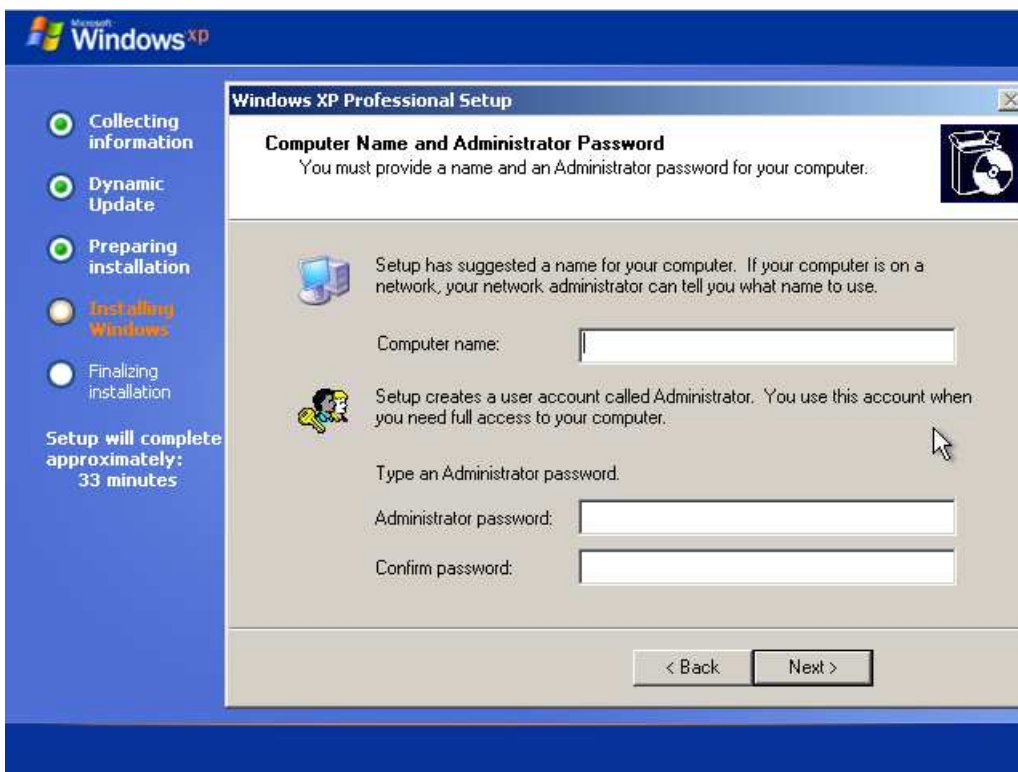 Microsoft
Windows xp
Collecting
information
Dynamic
Update
Preparing
installation
Installing
Windows
Finalizing
installation
Setup will complete
approximately:
33 minutes
Windows XP Professional Setup
Computer Name and Administrator Password
You must provide a name and an Administrator password for your computer.
Setup has suggested a name for your computer. If your computer is on a
network, your network administrator can tell you what name to use.
Computer name:
Setup creates a user account called Administrator. You use this account when
you need full access to your computer.
Type an Administrator password.
Administrator password:
Confirm password:
< Back
Next >